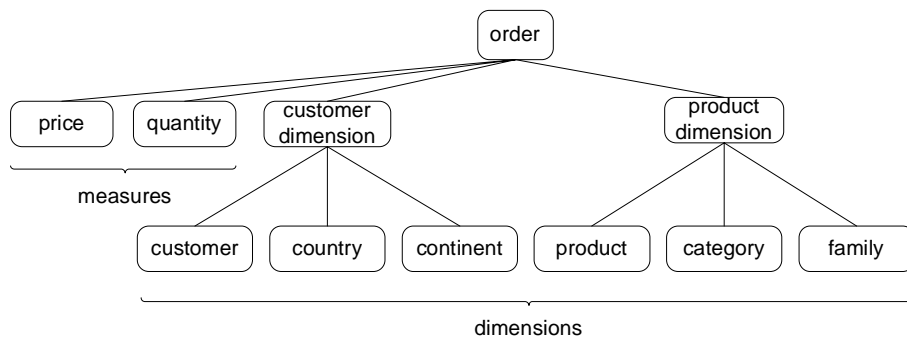 order
price
quantity
customer
dimension
product
dimension
measures
customer
country
continent
product
category
family
dimensions